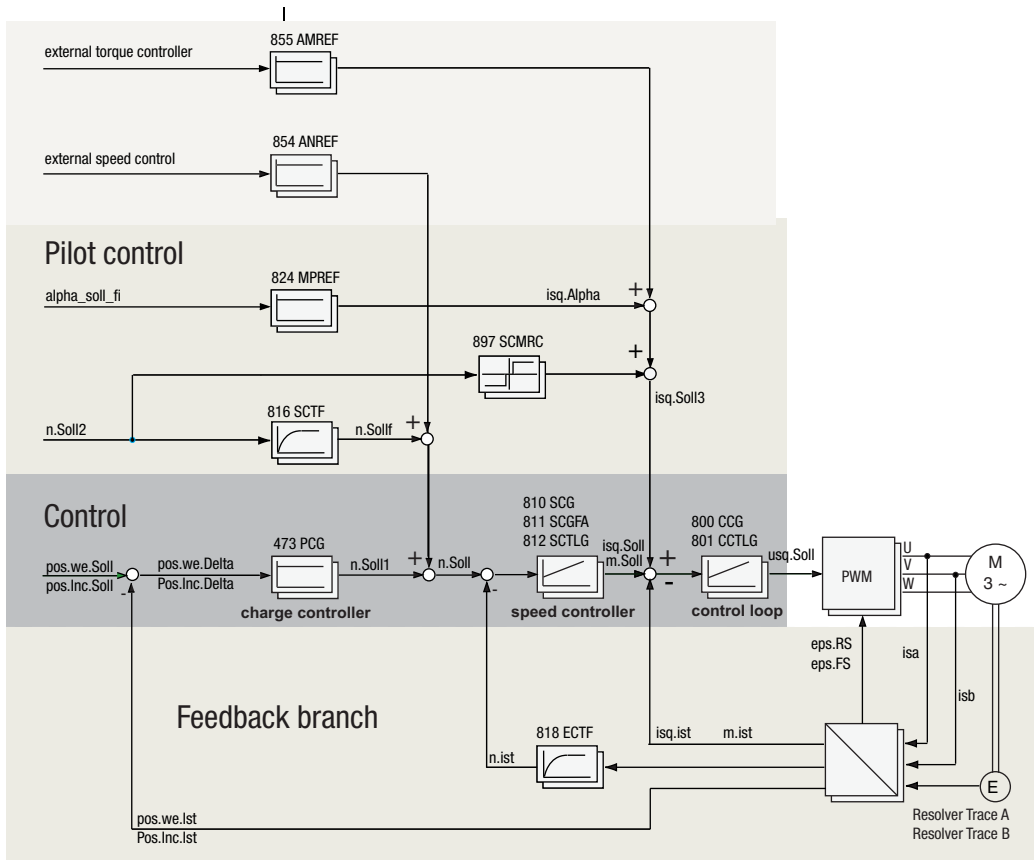 855 AMREF
external torque controller
854 ANREF
external speed control
Pilot control
824 MPREF
alpha_soll_fi
isq.Alpha
+
897 SCMRC
+
isq.Soll3
816 SCTF
n.Soll2
n.Sollf
+
Control
810 SCG
811 SCGFA
812 SCTLG
800 CCG
801 CCTLG
473 PCG
pos.we.Soll
pos.Inc.Soll
-
pos.we.Delta
Pos.Inc.Delta
n.Soll1
+
n.Soll
-
isq.Soll
m.Soll
+
-
usq.Soll
PWM
U
V
W
M
3 ~
charge controller
speed controller
control loop
eps.RS
eps.FS
isa
isb
Feedback branch
818 ECTF
n.ist
isq.ist
m.ist
E
pos.we.Ist
Pos.Inc.Ist
Resolver Trace A
Resolver Trace B